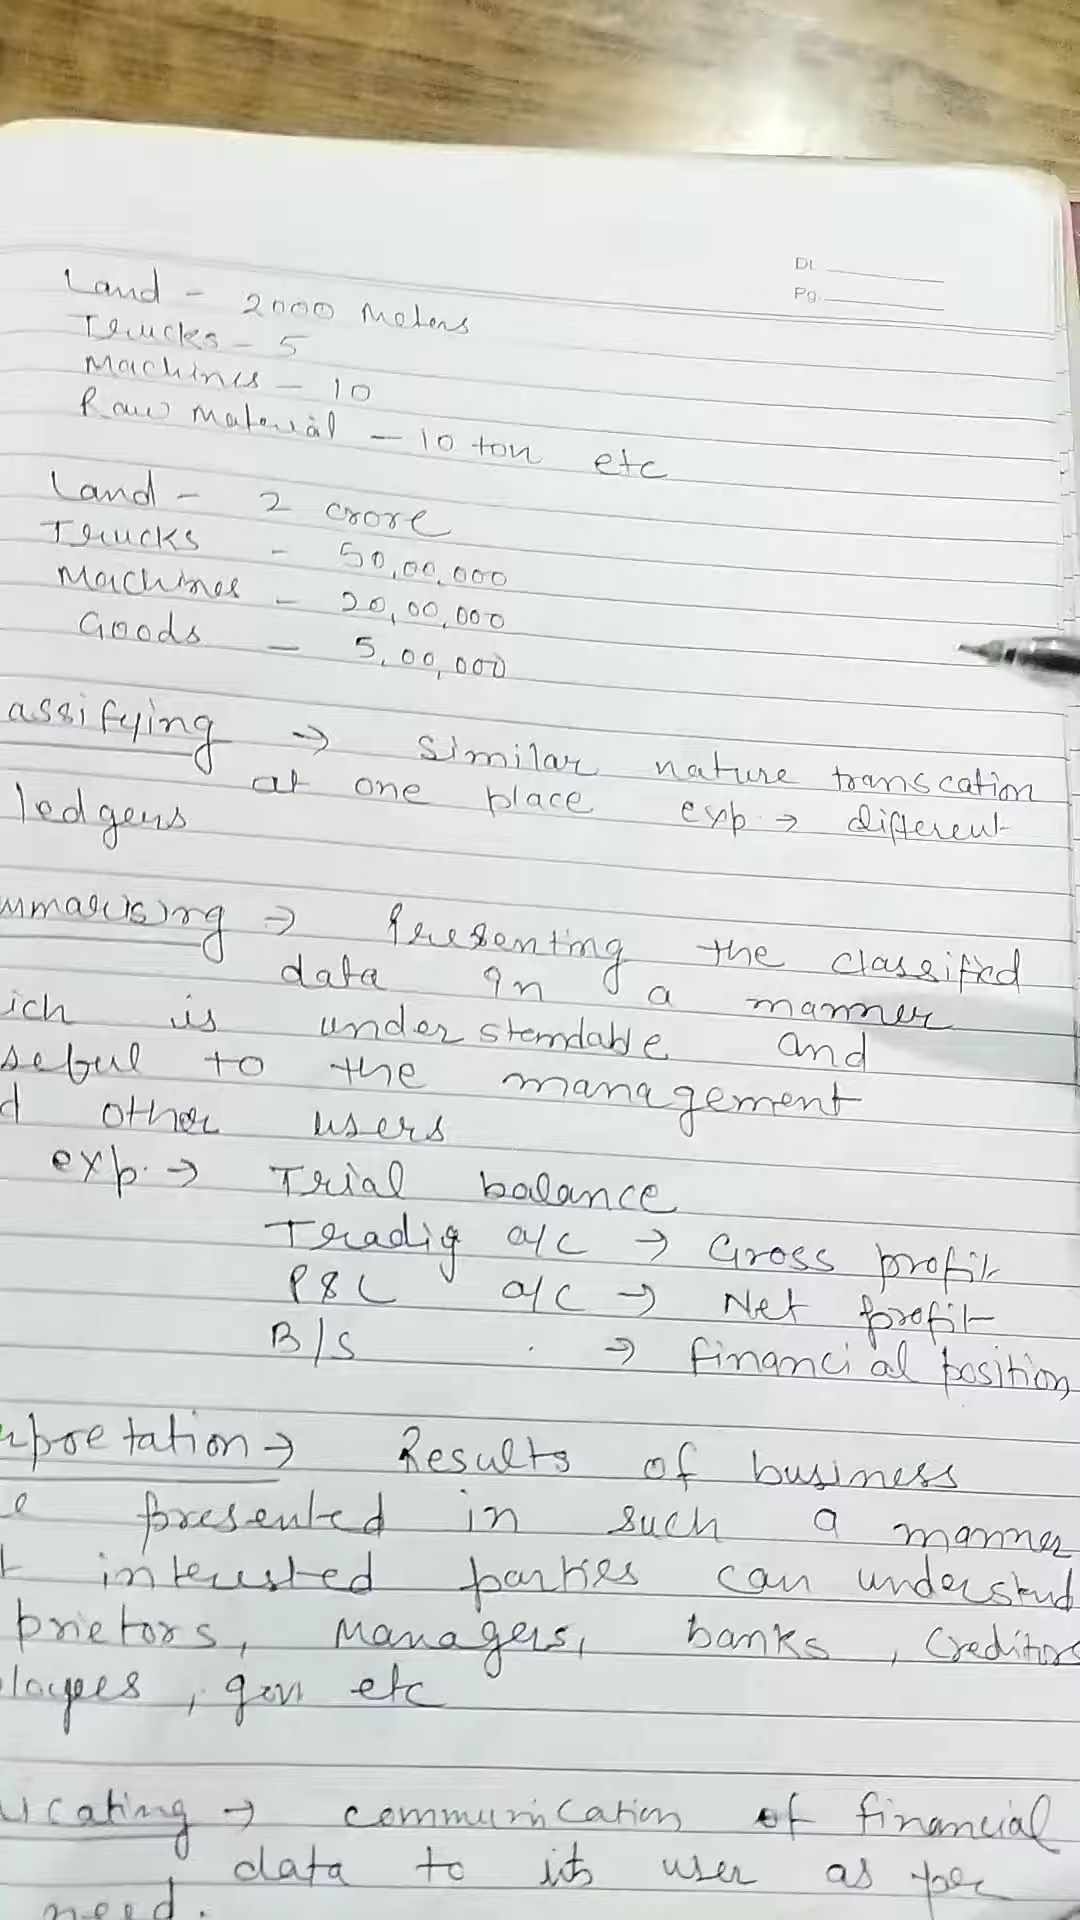 Dt.
Pg.
Land - 2000 Meters
Trucks - 5
Machines - 10
Raw Material - 10 ton etc
Land - 2 crore
Trucks - 50,00,000
Machines - 20,00,000
Goods - 5,00,000
assifying → similar nature transcation
at one place exp. → different
ledgers
ummarising → Presenting the classified
data in a manner
ich is understandable and
seful to the management
d other users
exp. → Trial balance
Tradig a/c → Gross profit
P&L a/c → Net profit
B/S → financial position
rpretation → Results of business
e presented in such a manner
t interested parties can understand
prietors, Managers, banks, Creditors
loyees, gov etc
icating → communication of financial
data to its user as per
need.